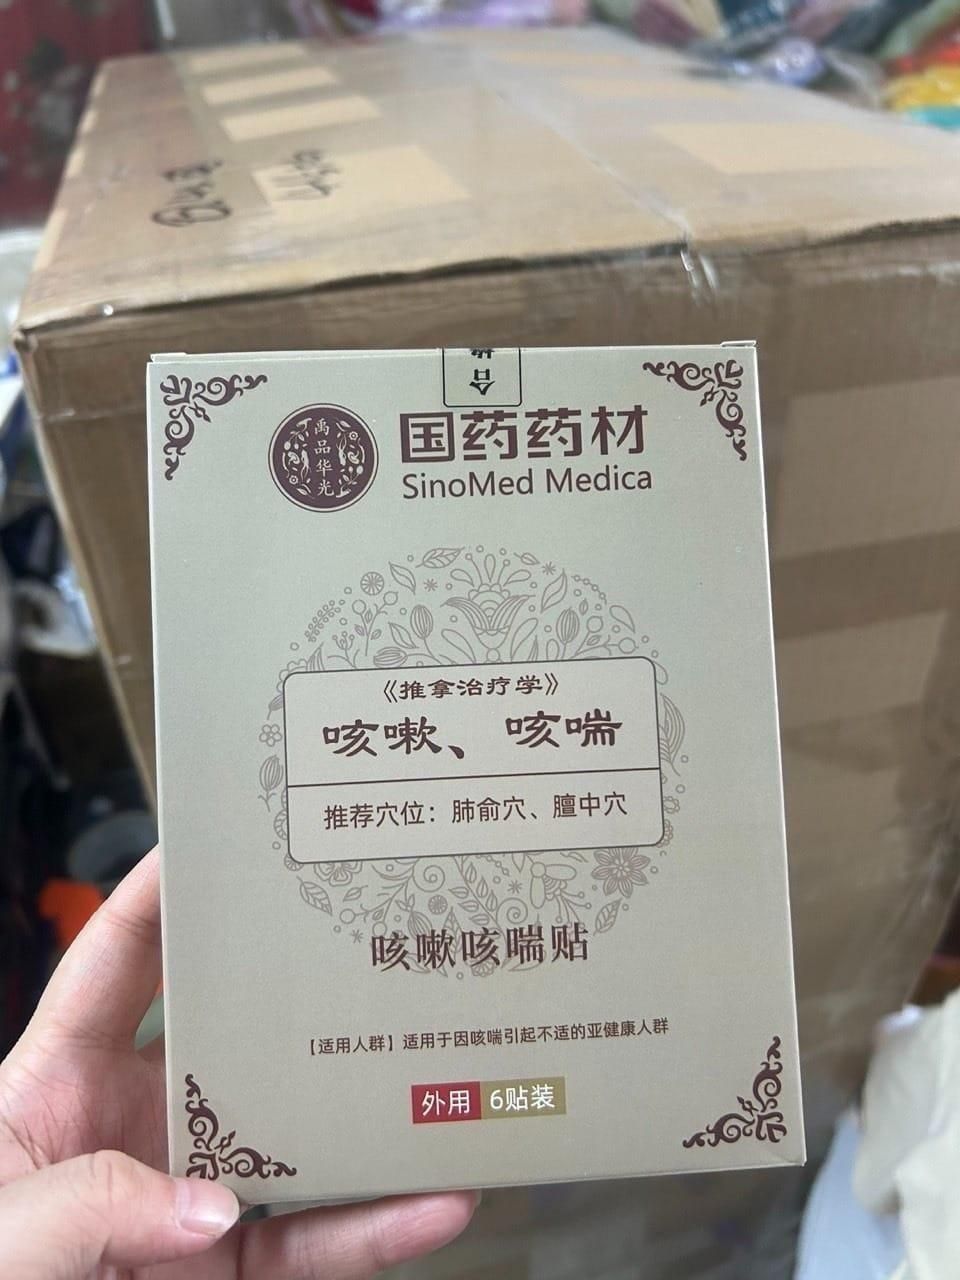 合格
禹品华光
国药药材
SinoMed Medica
《推拿治疗学》
咳嗽、咳喘
推荐穴位：肺俞穴、膻中穴
咳嗽咳喘贴
【适用人群】适用于因咳喘引起不适的亚健康人群
外用 6贴装